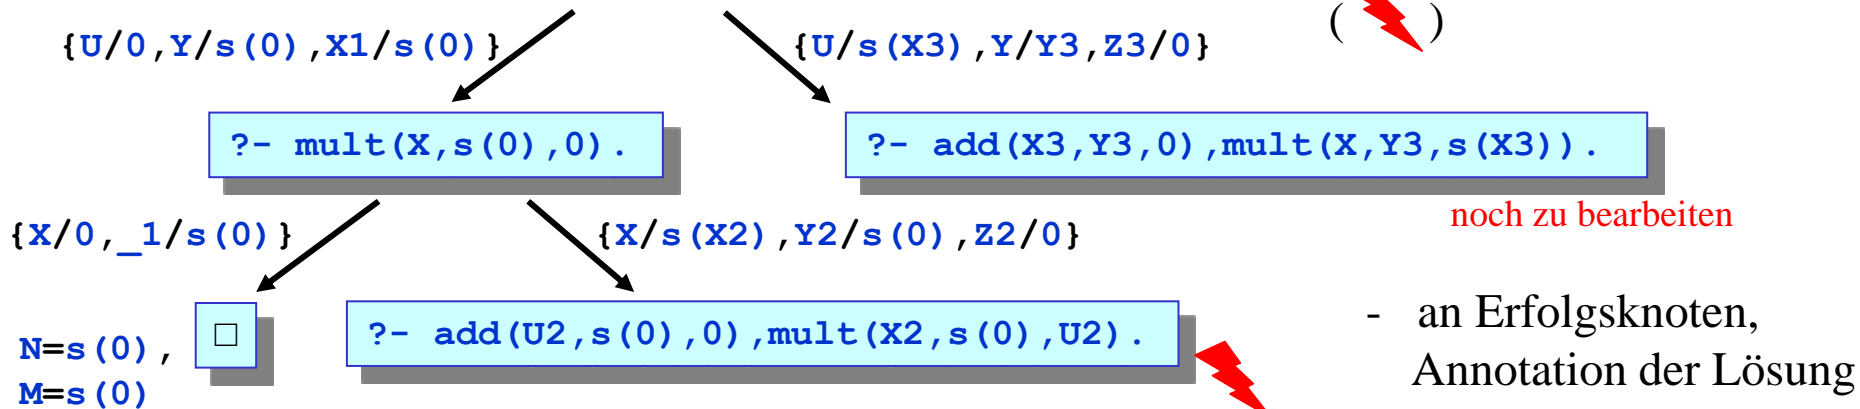 ( )
{U/0,Y/s(0),X1/s(0)} {U/s(X3),Y/Y3,Z3/0}
?- mult(X,s(0),0). ?- add(X3,Y3,0),mult(X,Y3,s(X3)).
noch zu bearbeiten
{X/0,_1/s(0)} {X/s(X2),Y2/s(0),Z2/0}
- an Erfolgsknoten,
N=s(0), □ ?- add(U2,s(0),0),mult(X2,s(0),U2).
Annotation der Lösung
M=s(0)